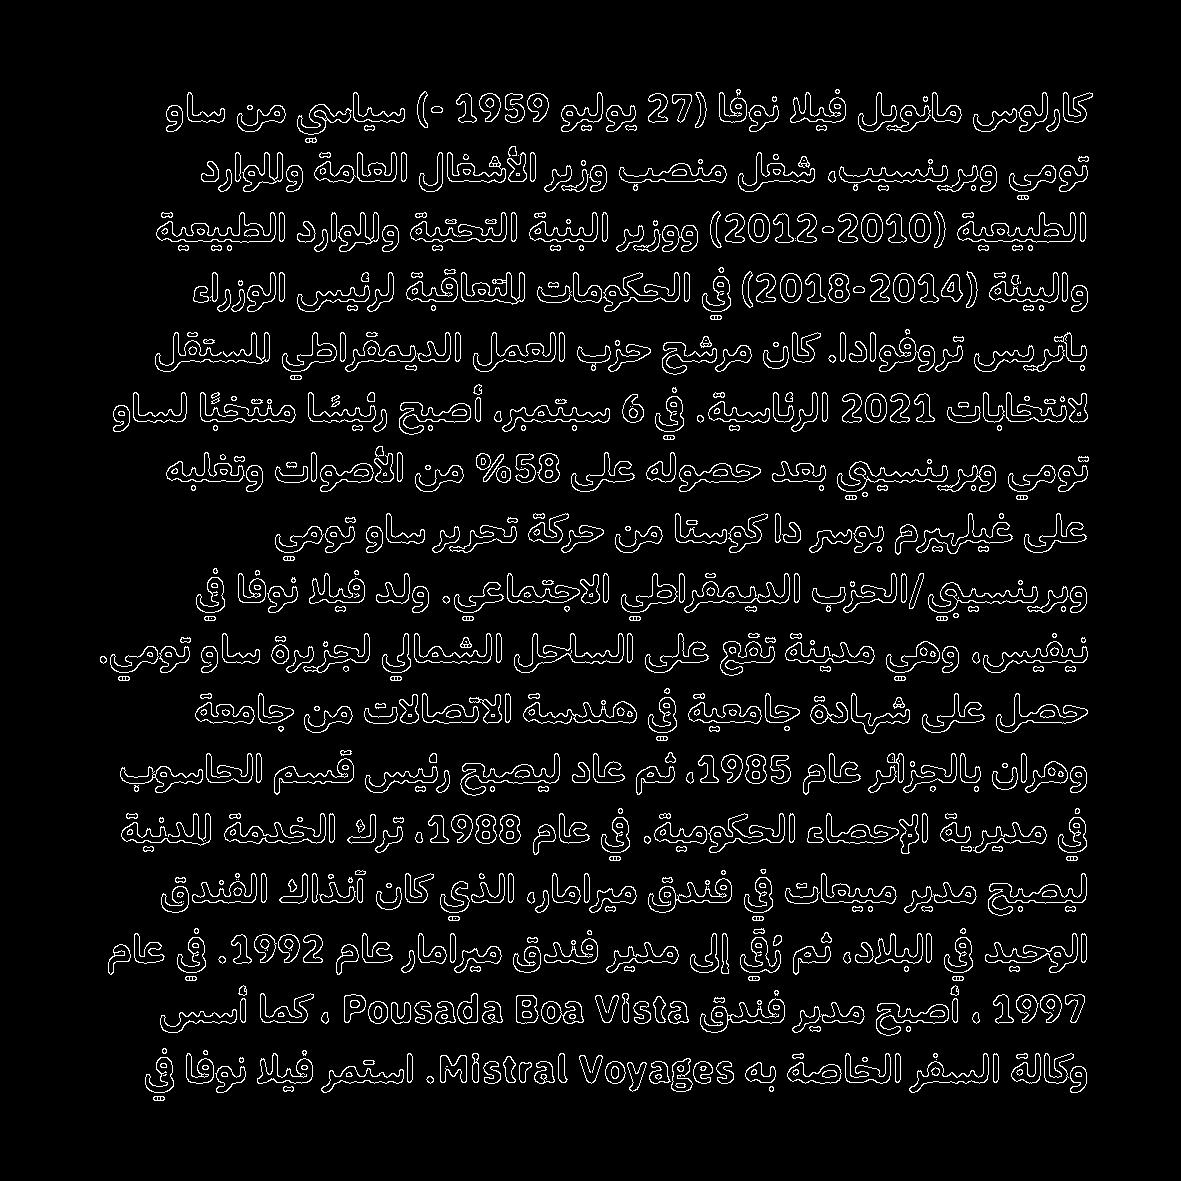 كارلوس مانويل فيلا نوفا (27 يوليو 1959 -) سياسي من ساو
تومي وبرينسيب، شغل منصب وزير الأشغال العامة والموارد
الطبيعية (2010-2012) ووزير البنية التحتية والموارد الطبيعية
والبيئة (2014-2018) في الحكومات المتعاقبة لرئيس الوزراء
باتريس تروفوادا. كان مرشح حزب العمل الديمقراطي المستقل
لانتخابات 2021 الرئاسية. في 6 سبتمبر، أصبح رئيسًا منتخبًا لساو
تومي وبرينسيبي بعد حصوله على 58% من الأصوات وتغلبه
على غيلهيرم بوسر دا كوستا من حركة تحرير ساو تومي
وبرينسيبي/الحزب الديمقراطي الاجتماعي. ولد فيلا نوفا في
نيفيس، وهي مدينة تقع على الساحل الشمالي لجزيرة ساو تومي.
حصل على شهادة جامعية في هندسة الاتصالات من جامعة
وهران بالجزائر عام 1985، ثم عاد ليصبح رئيس قسم الحاسوب
في مديرية الإحصاء الحكومية. في عام 1988، ترك الخدمة المدنية
ليصبح مدير مبيعات في فندق ميرامار، الذي كان آنذاك الفندق
الوحيد في البلاد، ثم رُقي إلى مدير فندق ميرامار عام 1992. في عام
1997 ، أصبح مدير فندق Pousada Boa Vista ، كما أسس
وكالة السفر الخاصة به Mistral Voyages. استمر فيلا نوفا في